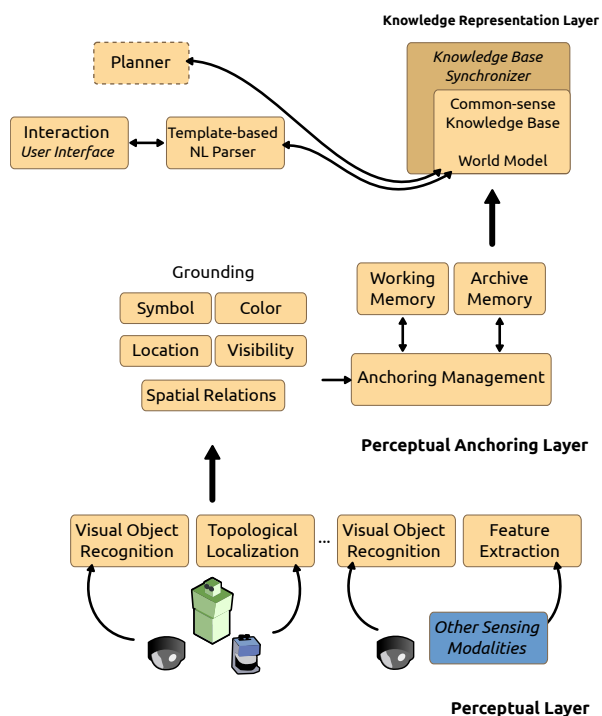 Knowledge Representation Layer
Planner
Knowledge Base
Synchronizer
Common-sense
Knowledge Base
World Model
Interaction
User Interface
Template-based
NL Parser
Grounding
Symbol
Color
Location
Visibility
Spatial Relations
Working
Memory
Archive
Memory
Anchoring Management
Perceptual Anchoring Layer
Visual Object
Recognition
Topological
Localization
...
Visual Object
Recognition
Feature
Extraction
Other Sensing
Modalities
Perceptual Layer